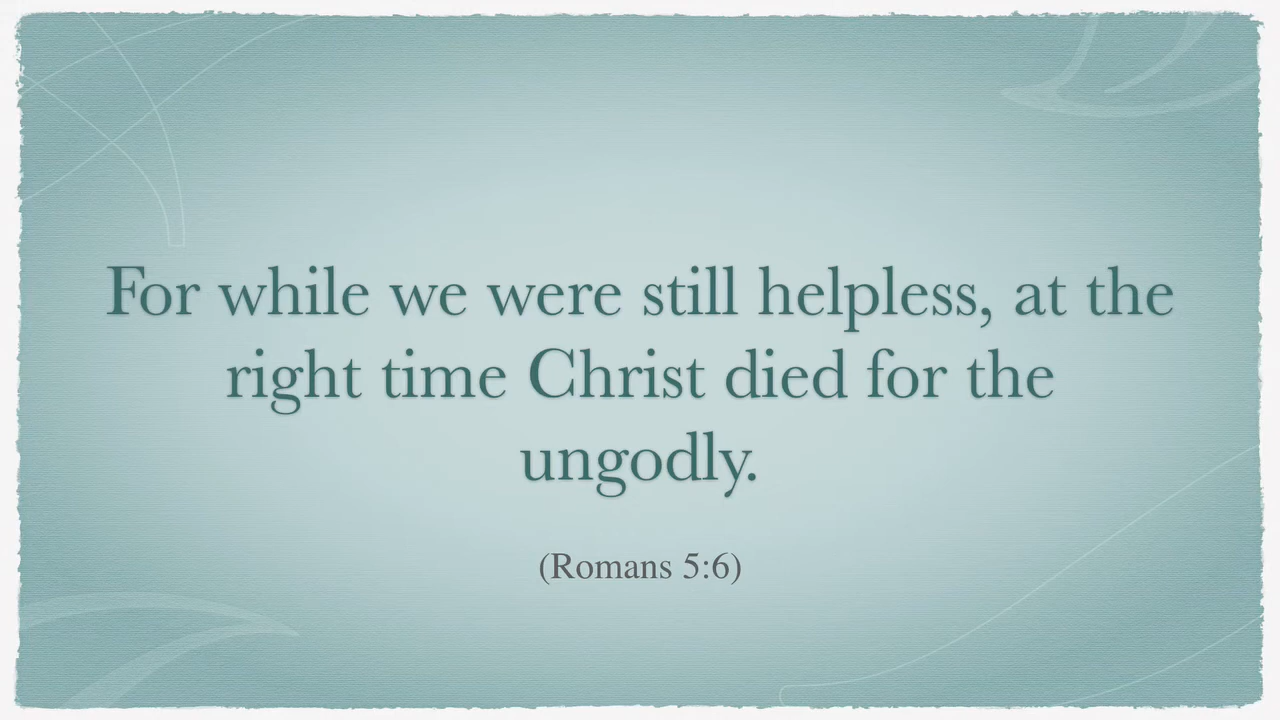 For while we were still helpless, at the
right time Christ died for the
ungodly.
(Romans 5:6)